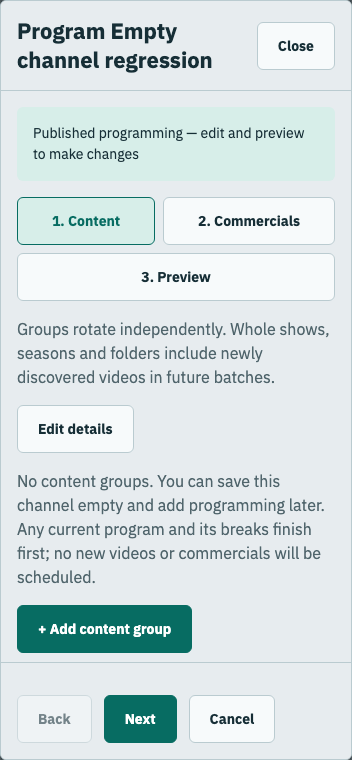 Program Empty
channel regression
Close
Published programming — edit and preview
to make changes
1. Content
2. Commercials
3. Preview
Groups rotate independently. Whole shows,
seasons and folders include newly
discovered videos in future batches.
Edit details
No content groups. You can save this
channel empty and add programming later.
Any current program and its breaks finish
first; no new videos or commercials will be
scheduled.
+ Add content group
Back
Next
Cancel